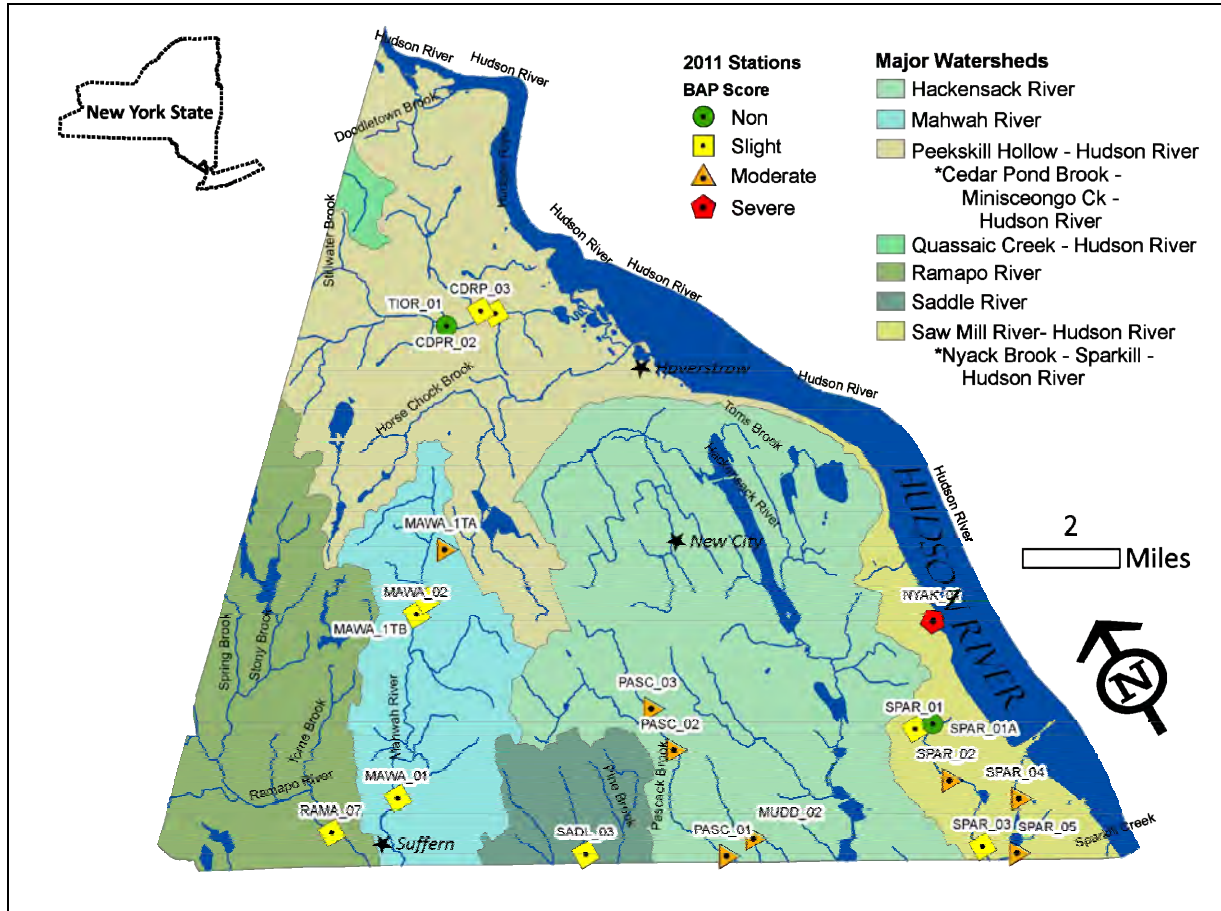 New York State
2011 Stations
BAP Score
Non
Slight
Moderate
Severe
Major Watersheds
Hackensack River
Mahwah River
Peekskill Hollow - Hudson River
*Cedar Pond Brook -
Minisceongo Ck -
Hudson River
Quassaic Creek - Hudson River
Ramapo River
Saddle River
Saw Mill River- Hudson River
*Nyack Brook - Sparkill -
Hudson River
Hudson River
Hudson River
Doodletown Brook
Hudson River
Stillwater Brook
Hudson River
Hudson River
TIOR_01
CDRP_03
CDPR_02
Haverstraw
Hudson River
Horse Chock Brook
Toms Brook
Hackensack River
Hudson River
HUDSON RIVER
2
Miles
New City
MAWA_1TA
MAWA_02
MAWA_1TB
Spring Brook
Stony Brook
Torne Brook
Mahwah River
Ramapo River
MAWA_01
RAMA_07
Suffern
PASC_03
PASC_02
Pascack Brook
Pine Brook
SADL_03
PASC_01
MUDD_02
SPAR_01
SPAR_01A
SPAR_02
SPAR_04
SPAR_03
SPAR_05
N